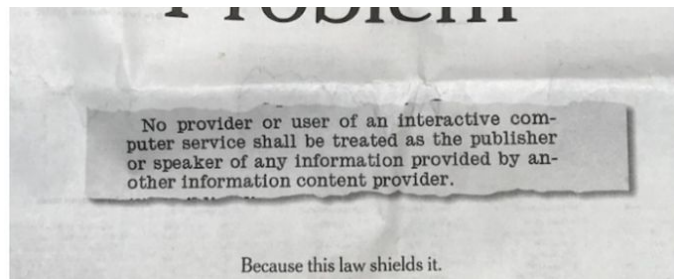 Problem
No provider or user of an interactive com-
puter service shall be treated as the publisher
or speaker of any information provided by an-
other information content provider.
Because this law shields it.